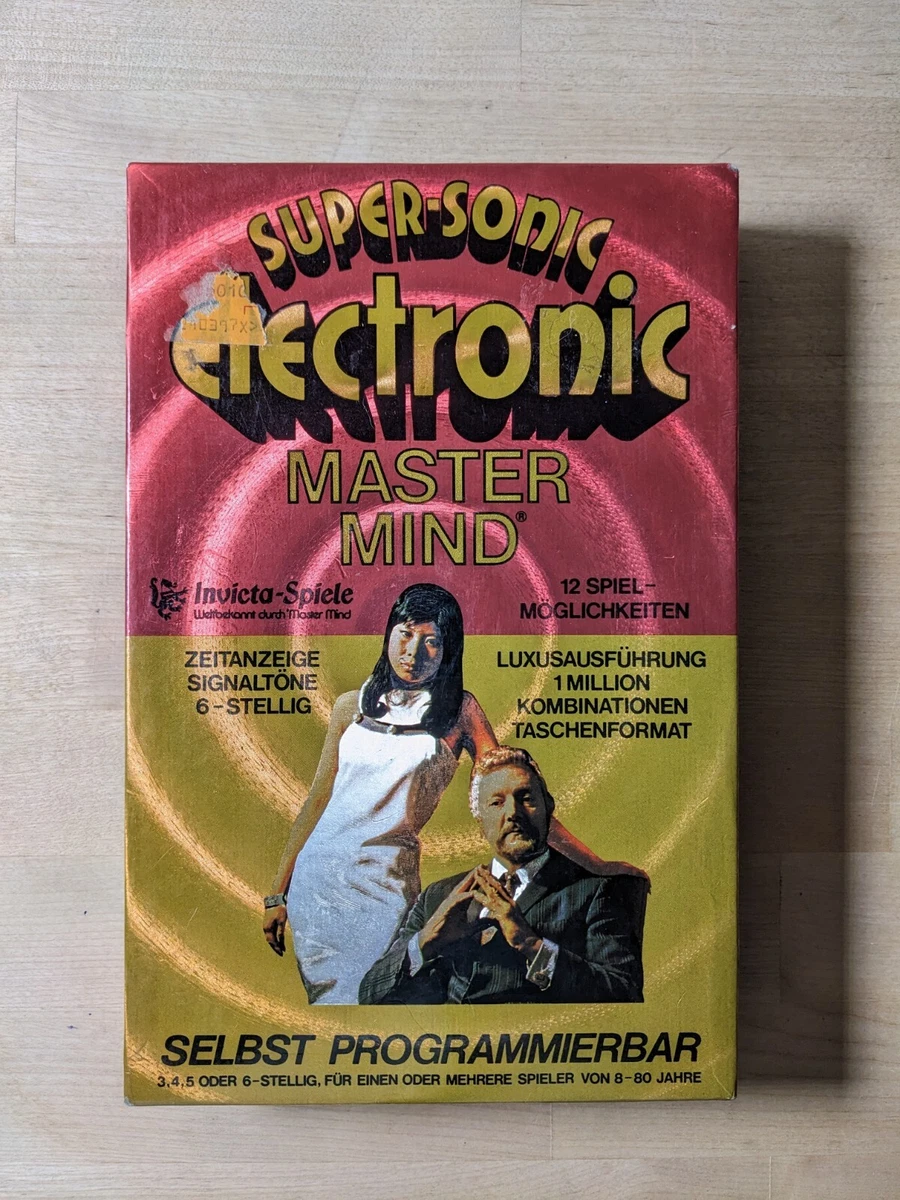 SUPER-SONIC
electronic
MASTER
MIND®
Invicta-Spiele
Weltbekannt durch 'Master Mind
12 SPIEL-
MÖGLICHKEITEN
ZEITANZEIGE
SIGNALTÖNE
6-STELLIG
LUXUSAUSFÜHRUNG
1 MILLION
KOMBINATIONEN
TASCHENFORMAT
SELBST PROGRAMMIERBAR
3,4,5 ODER 6-STELLIG, FÜR EINEN ODER MEHRERE SPIELER VON 8-80 JAHRE